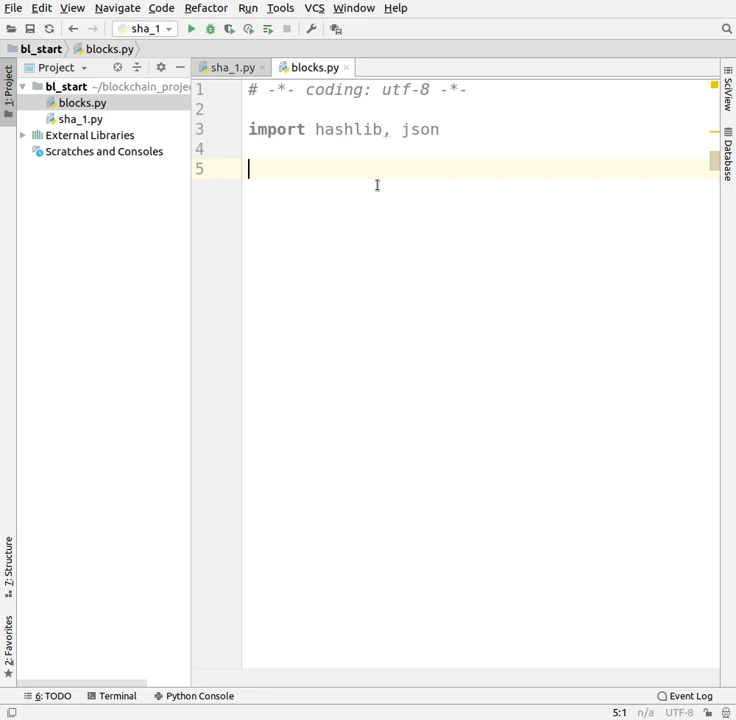 File Edit View Navigate Code Refactor Run Tools VCS Window Help
sha_1
bl_start blocks.py
1: Project
Project
sha_1.py blocks.py
bl_start ~/blockchain_projec
blocks.py
sha_1.py
External Libraries
Scratches and Consoles
1 # -*- coding: utf-8 -*-
2
3 import hashlib, json
4
5
SciView
Database
7: Structure
2: Favorites
6: TODO Terminal Python Console Event Log
5:1 n/a UTF-8